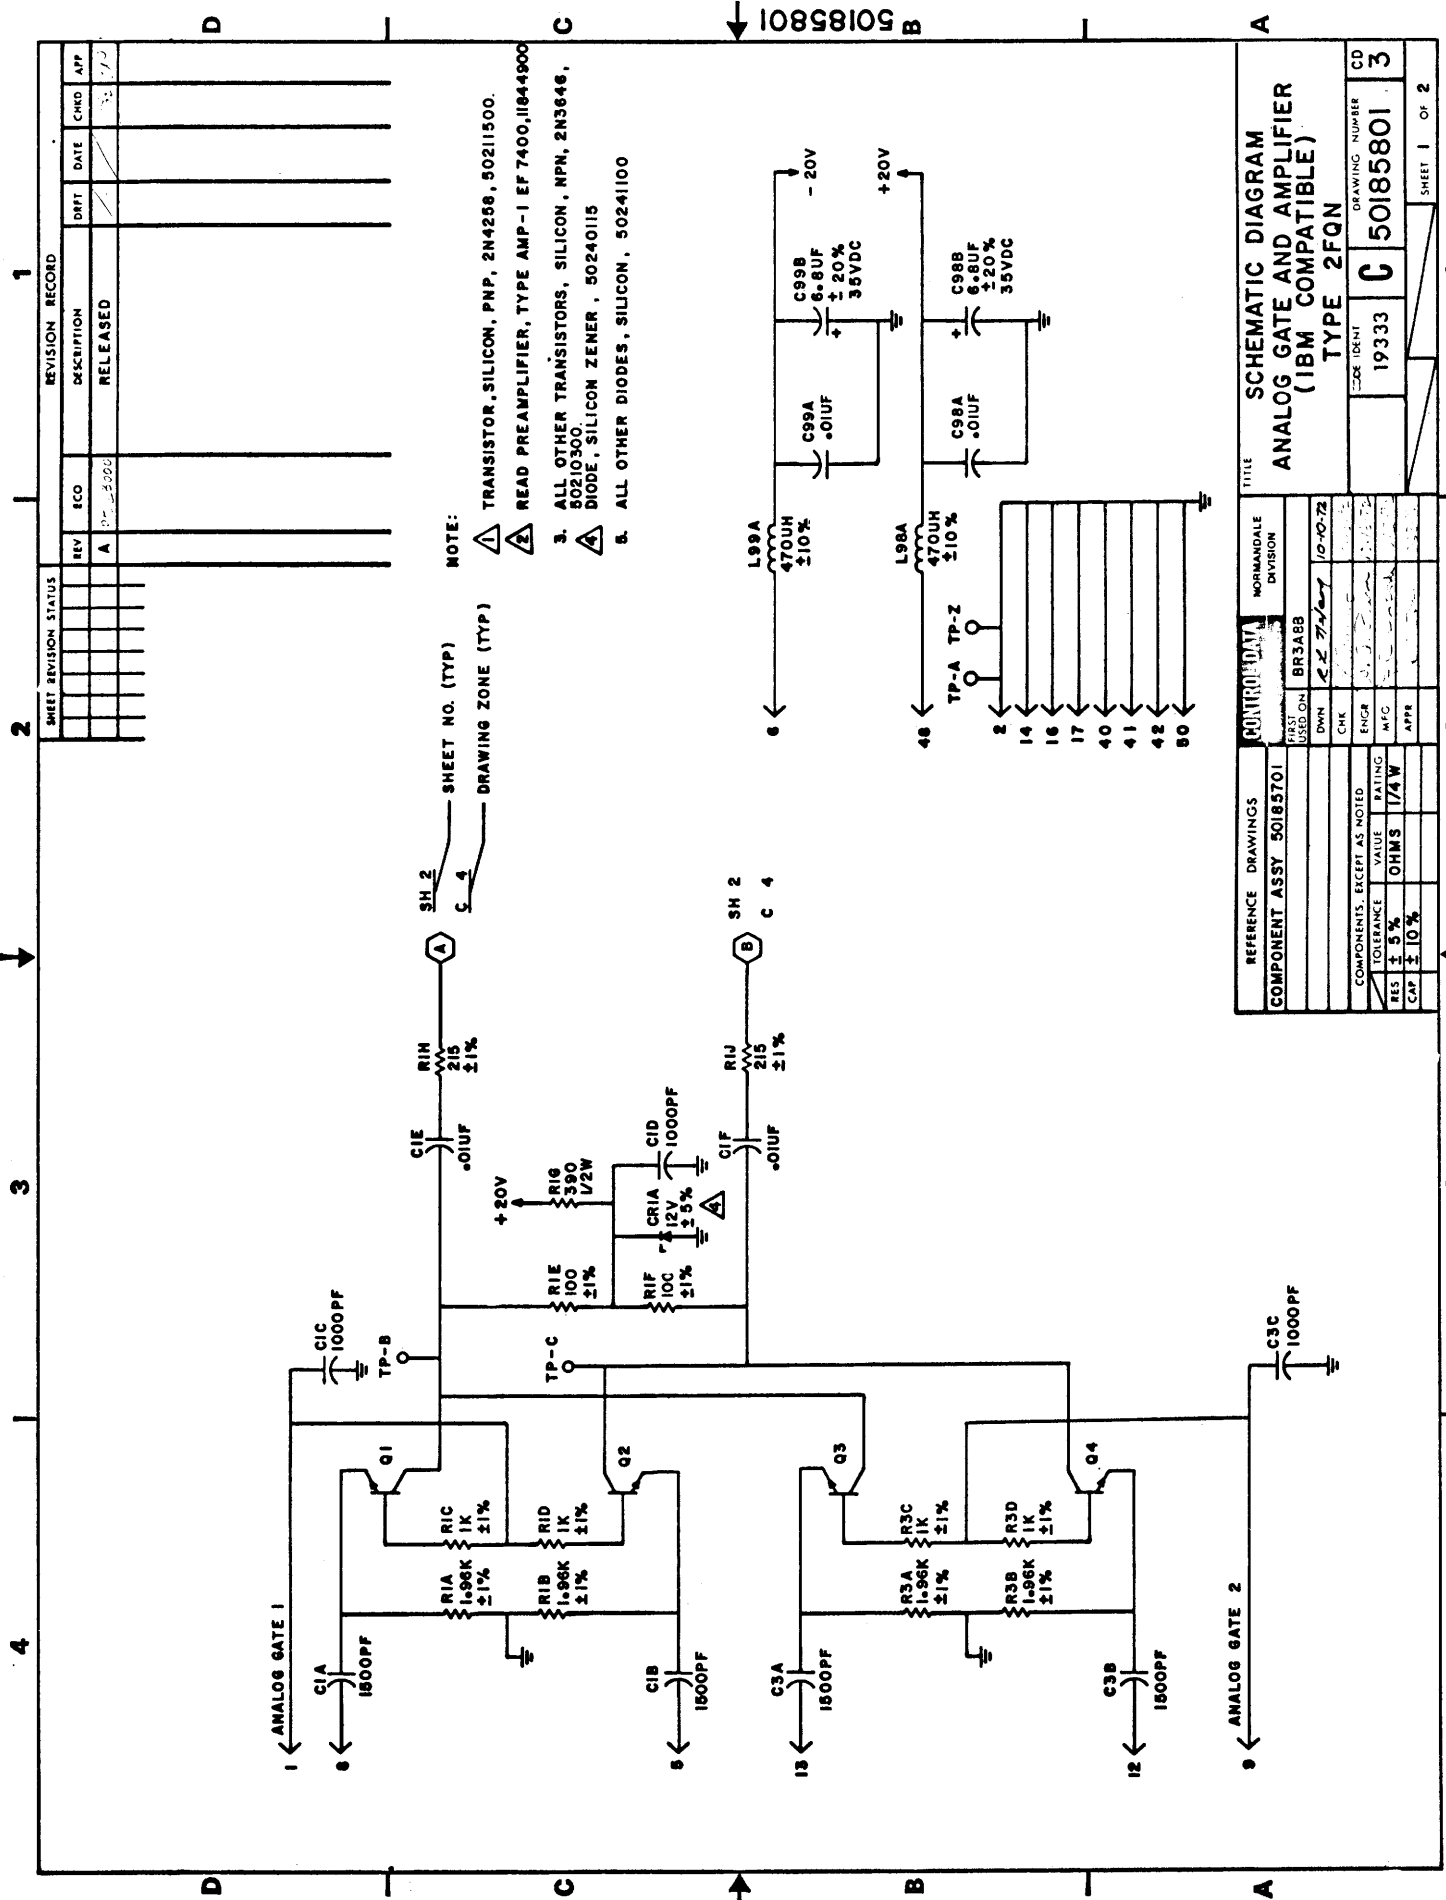 4
3
2
1
D
C
B
A
D
C
B
A
50185801
SHEET REVISION STATUS
REVISION RECORD
REV
ECO
DESCRIPTION
DRFT
DATE
CHKD
APP
A
RELEASED
NOTE:
1 TRANSISTOR, SILICON, PNP, 2N4258, 50211500.
2 READ PREAMPLIFIER, TYPE AMP-1 EF 7400, 11844900
3. ALL OTHER TRANSISTORS, SILICON, NPN, 2N3646,
50210300.
4 DIODE, SILICON ZENER, 50240115
5. ALL OTHER DIODES, SILICON, 50241100
SHEET NO. (TYP)
DRAWING ZONE (TYP)
SH 2
C 4
A
ANALOG GATE 1
1
8
C1A
1500PF
R1A
1.96K
±1%
R1C
1K
±1%
Q1
C1C
1000PF
TP-B
C1E
.01UF
R1H
215
±1%
R1B
1.96K
±1%
R1D
1K
±1%
Q2
TP-C
R1E
100
±1%
+20V
R1G
390
1/2W
R1F
100
±1%
CR1A
12V
±5%
4
C1D
1000PF
5
C1B
1500PF
C1F
.01UF
R1J
215
±1%
B
SH 2
C 4
13
C3A
1500PF
R3A
1.96K
±1%
R3C
1K
±1%
Q3
R3B
1.96K
±1%
R3D
1K
±1%
Q4
12
C3B
1500PF
C3C
1000PF
ANALOG GATE 2
9
6
L99A
470UH
±10%
C99A
.01UF
C99B
6.8UF
±20%
35VDC
+
-20V
48
L98A
470UH
±10%
C98A
.01UF
C98B
6.8UF
±20%
35VDC
+
+20V
TP-A
TP-Z
2
14
16
17
40
41
42
50
REFERENCE DRAWINGS
COMPONENT ASSY 50185701
COMPONENTS, EXCEPT AS NOTED
TOLERANCE
VALUE
RATING
RES
± 5%
OHMS
1/4 W
CAP
± 10%
CONTROL DATA
NORMANDALE
DIVISION
FIRST
USED ON
BR3A8B
DWN
10-10-72
CHK
ENGR
MFG
APPR
TITLE
SCHEMATIC DIAGRAM
ANALOG GATE AND AMPLIFIER
(IBM COMPATIBLE)
TYPE 2FQN
CODE IDENT
19333
C
DRAWING NUMBER
50185801
CD
3
SHEET 1 OF 2